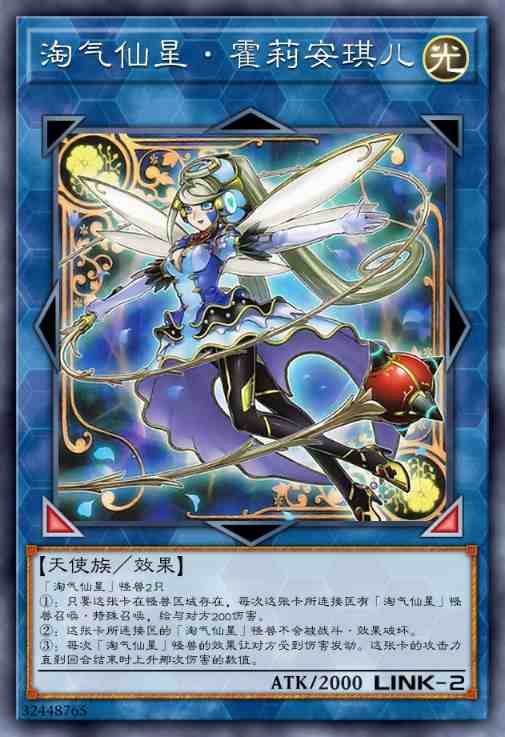 淘气仙星·霍莉安琪儿 光
【天使族／效果】
「淘气仙星」怪兽2只
①：只要这张卡在怪兽区域存在，每次这张卡所连接区有「淘气仙星」怪
兽召唤·特殊召唤，给与对方200伤害。
②：这张卡所连接区的「淘气仙星」怪兽不会被战斗·效果破坏。
③：每次「淘气仙星」怪兽的效果让对方受到伤害发动。这张卡的攻击力
直到回合结束时上升那次伤害的数值。
ATK/2000 LINK-2
32448765